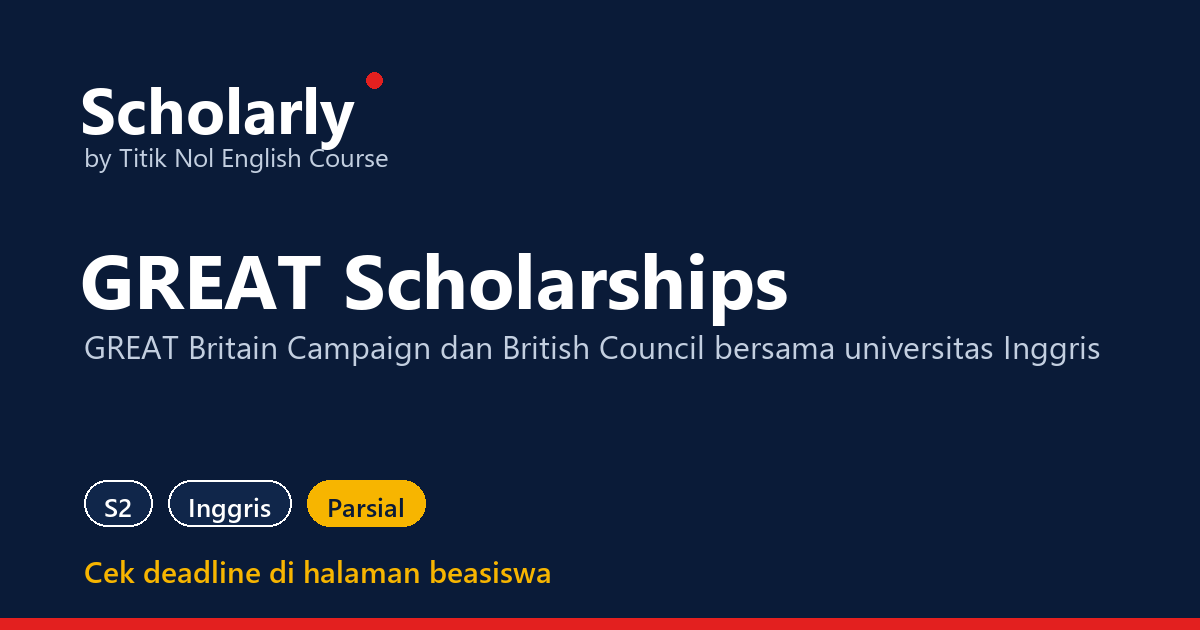 Scholarly
by Titik Nol English Course
GREAT Scholarships
GREAT Britain Campaign dan British Council bersama universitas Inggris
S2
Inggris
Parsial
Cek deadline di halaman beasiswa